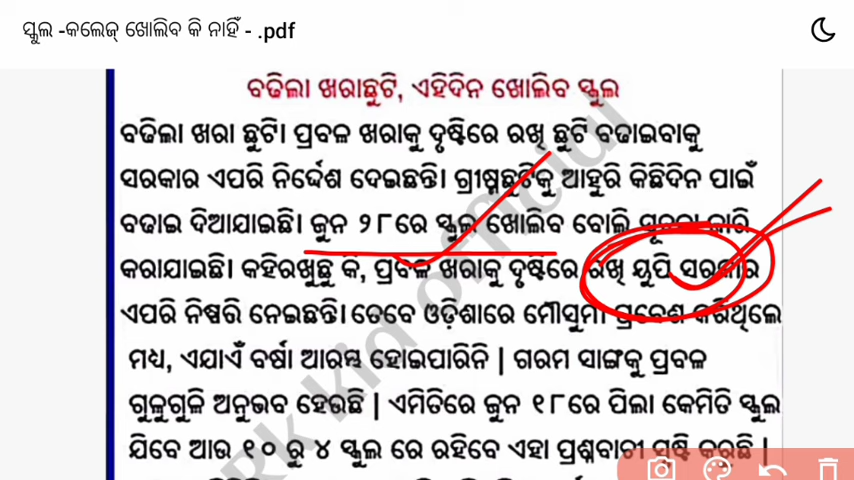 ସ୍କୁଲ -କଲେଜ୍ ଖୋଲିବ କି ନାହିଁ - .pdf
ବଢିଲା ଖରାଛୁଟି, ଏହିଦିନ ଖୋଲିବ ସ୍କୁଲ
ବଢିଲା ଖରା ଛୁଟି। ପ୍ରବଳ ଖରାକୁ ଦୃଷ୍ଟିରେ ରଖି ଛୁଟି ବଢାଇବାକୁ
ସରକାର ଏପରି ନିର୍ଦ୍ଦେଶ ଦେଇଛନ୍ତି। ଗ୍ରୀଷ୍ମଛୁଟିକୁ ଆହୁରି କିଛିଦିନ ପାଇଁ
ବଢାଇ ଦିଆଯାଇଛି। ଜୁନ ୨୮ରେ ସ୍କୁଲ ଖୋଲିବ ବୋଲି ସୂଚନା ଜାରି
କରାଯାଇଛି। କହିରଖୁଛୁ କି, ପ୍ରବଳ ଖରାକୁ ଦୃଷ୍ଟିରେ ରଖି ୟୁପି ସରକାର
ଏପରି ନିଷ୍ପତି ନେଇଛନ୍ତି। ତେବେ ଓଡ଼ିଶାରେ ମୌସୁମୀ ପ୍ରବେଶ କରିଥିଲେ
ମଧ୍ୟ, ଏଯାଏଁ ବର୍ଷା ଆରମ୍ଭ ହୋଇପାରିନି | ଗରମ ସାଙ୍ଗକୁ ପ୍ରବଳ
ଗୁଳୁଗୁଳି ଅନୁଭବ ହେଉଛି | ଏମିତିରେ ଜୁନ ୧୮ରେ ପିଲା କେମିତି ସ୍କୁଲ
ଯିବେ ଆଉ ୧୦ ରୁ ୪ ସ୍କୁଲ ରେ ରହିବେ ଏହା ପ୍ରଶ୍ନବାଚୀ ସୃଷ୍ଟି କରୁଛି |